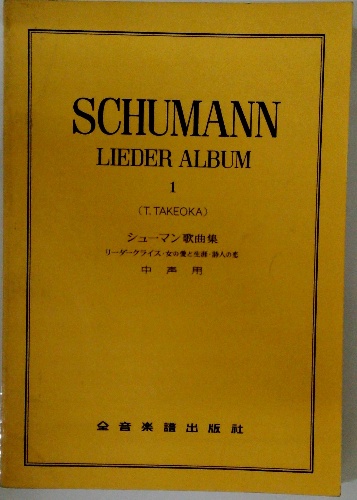 SCHUMANN
LIEDER ALBUM
1
(T. TAKEOKA)
シューマン歌曲集
リーダークライス・女の愛と生涯・詩人の恋
中声用
全音楽譜出版社